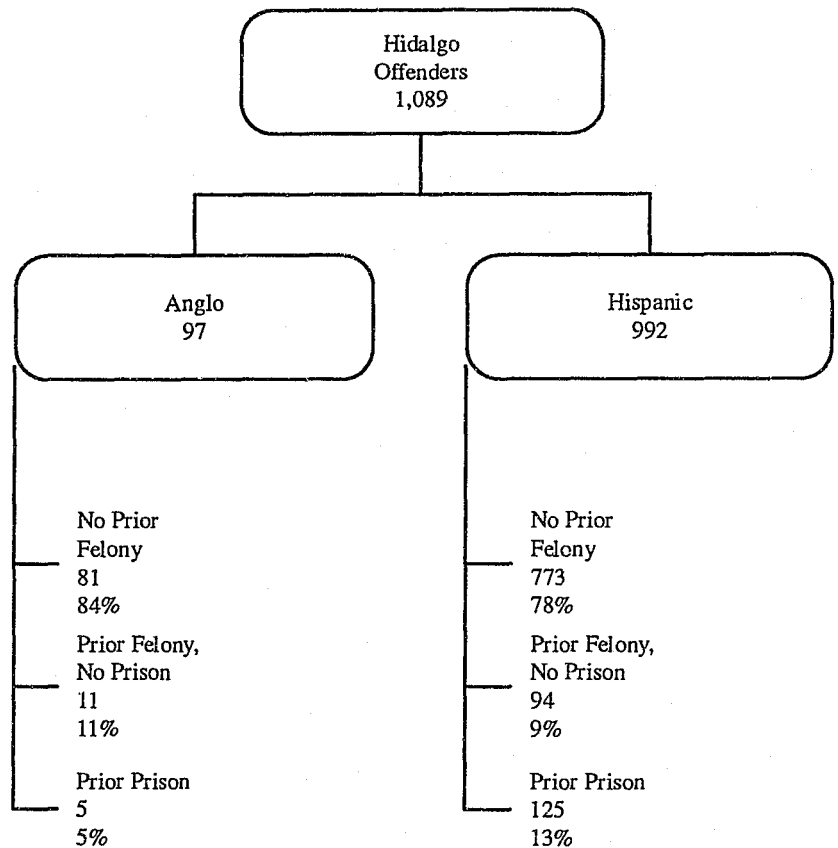 Hidalgo
Offenders
1,089
Anglo
97
Hispanic
992
No Prior
Felony
81
84%
Prior Felony,
No Prison
11
11%
Prior Prison
5
5%
No Prior
Felony
773
78%
Prior Felony,
No Prison
94
9%
Prior Prison
125
13%